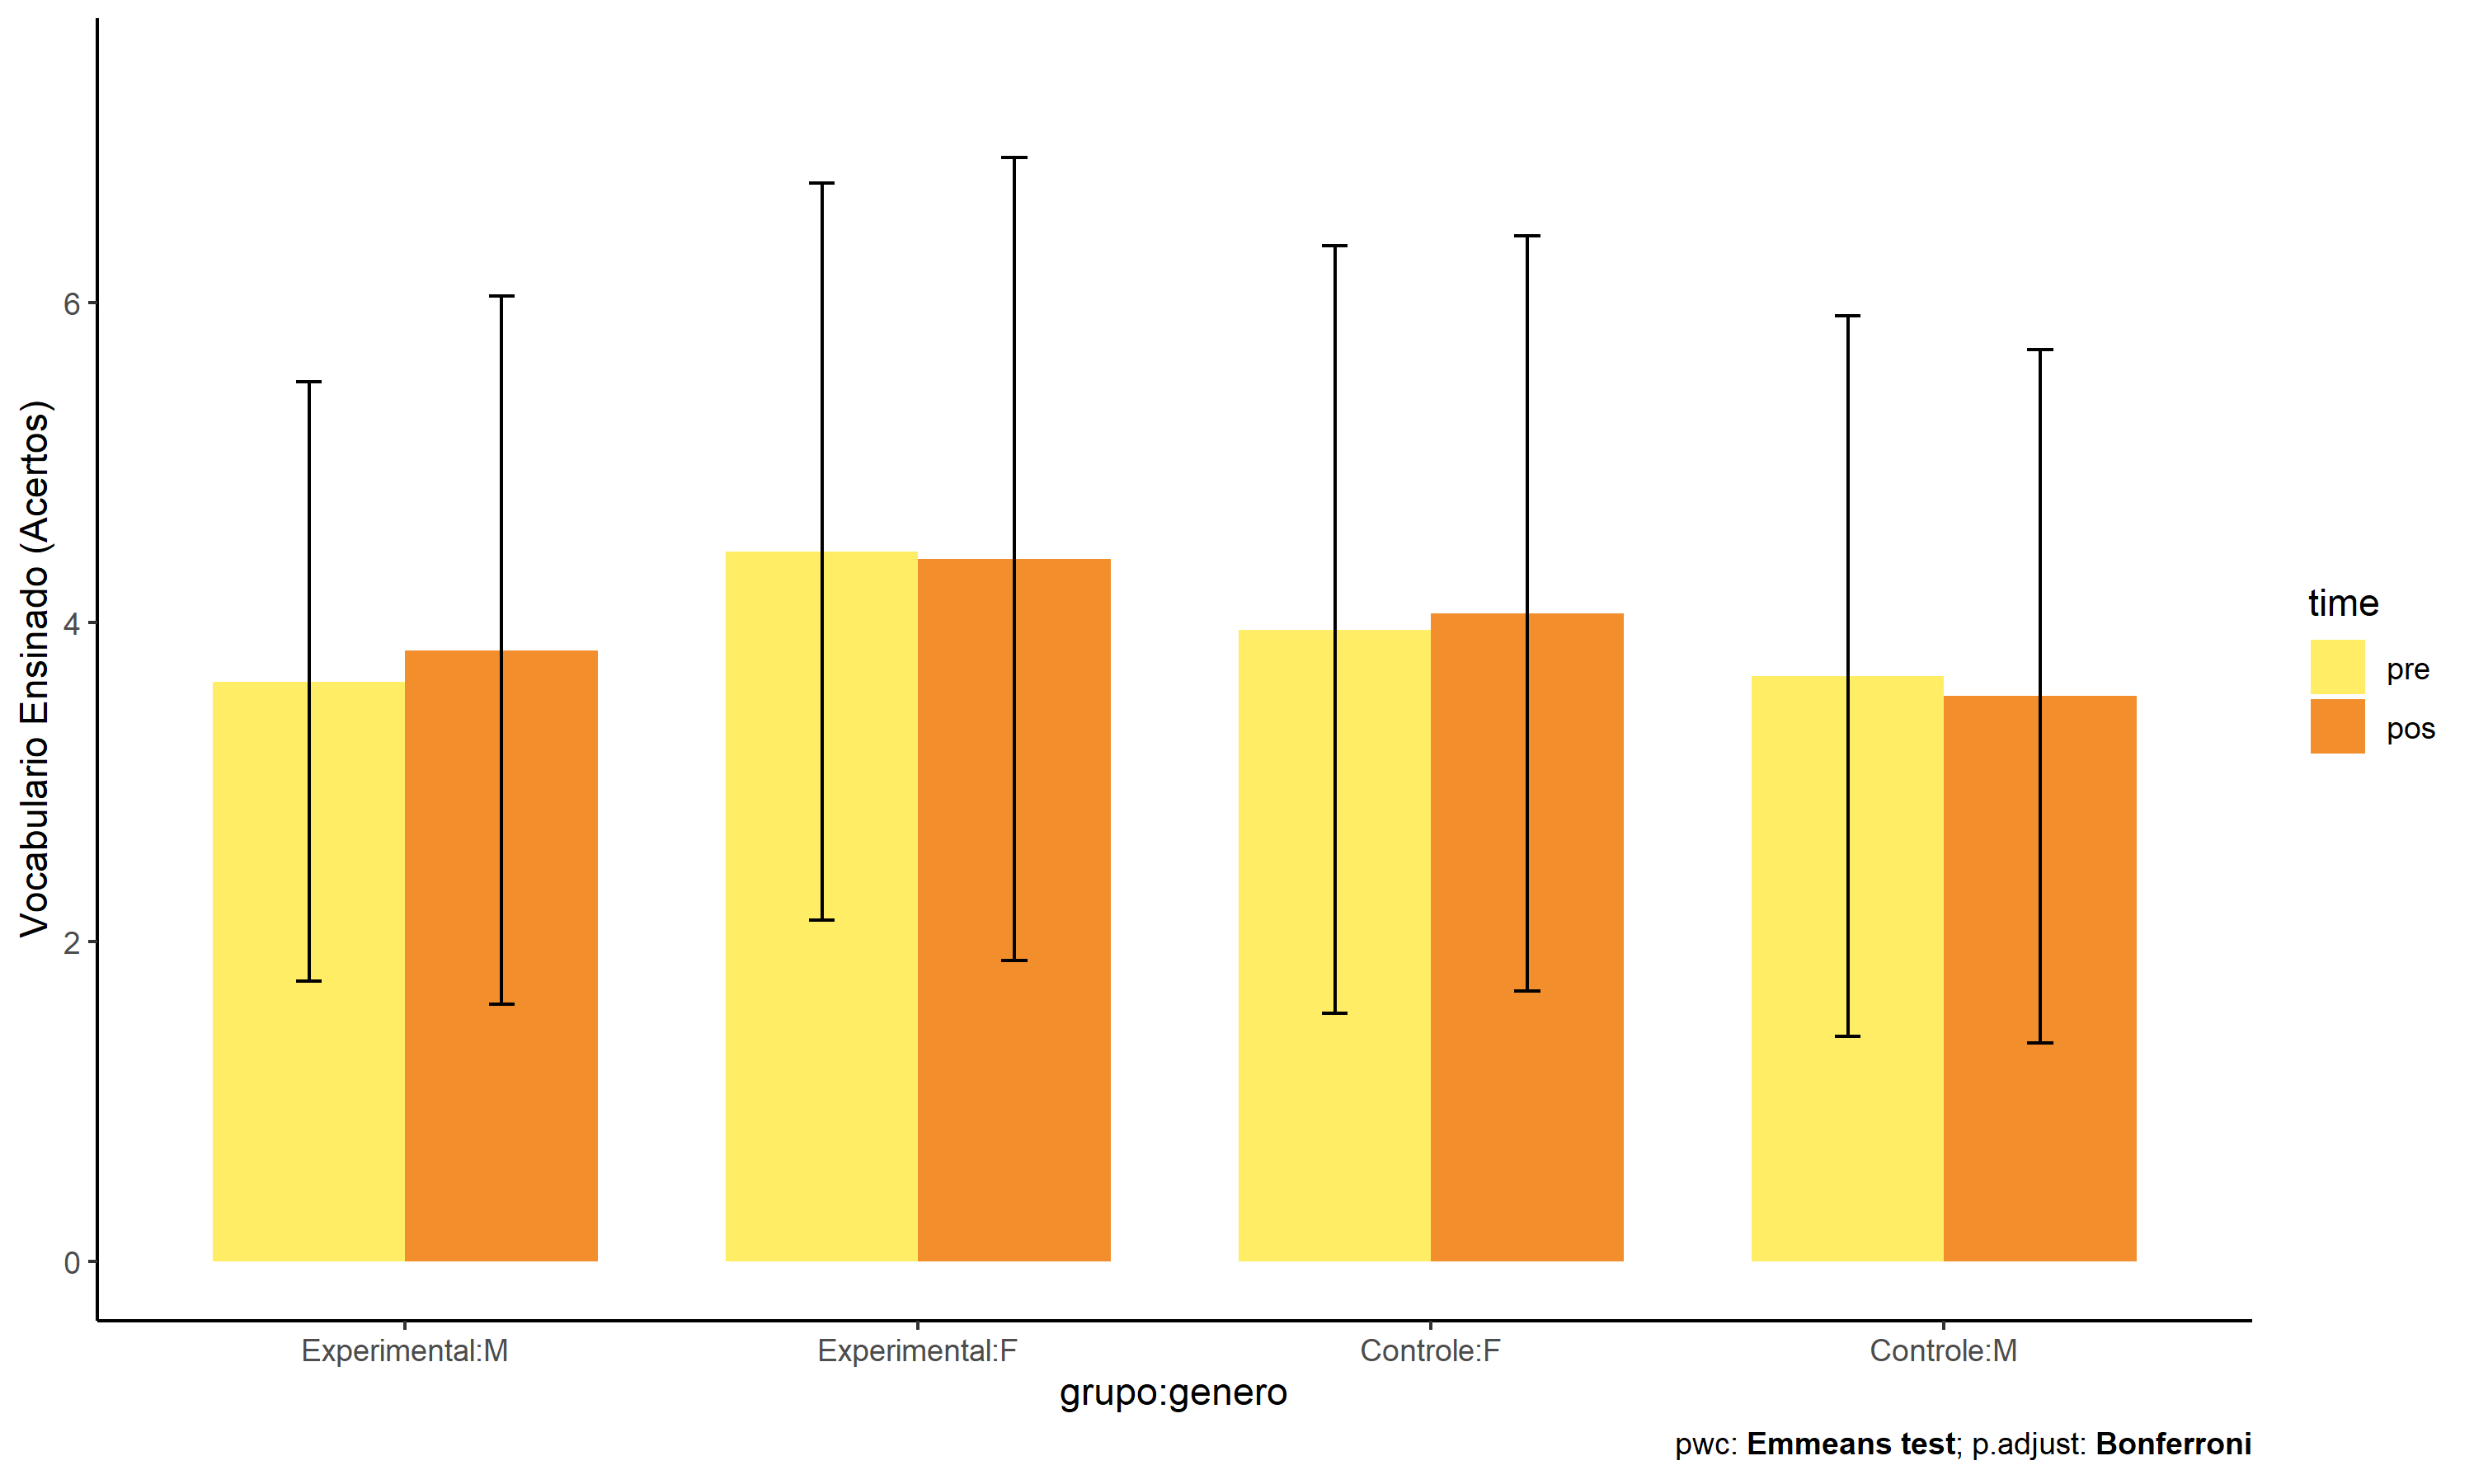 Vocabulario Ensinado (Acertos)
6
4
2
0
Experimental:M
Experimental:F
Controle:F
Controle:M
grupo:genero
time
pre
pos
pwc: Emmeans test; p.adjust: Bonferroni